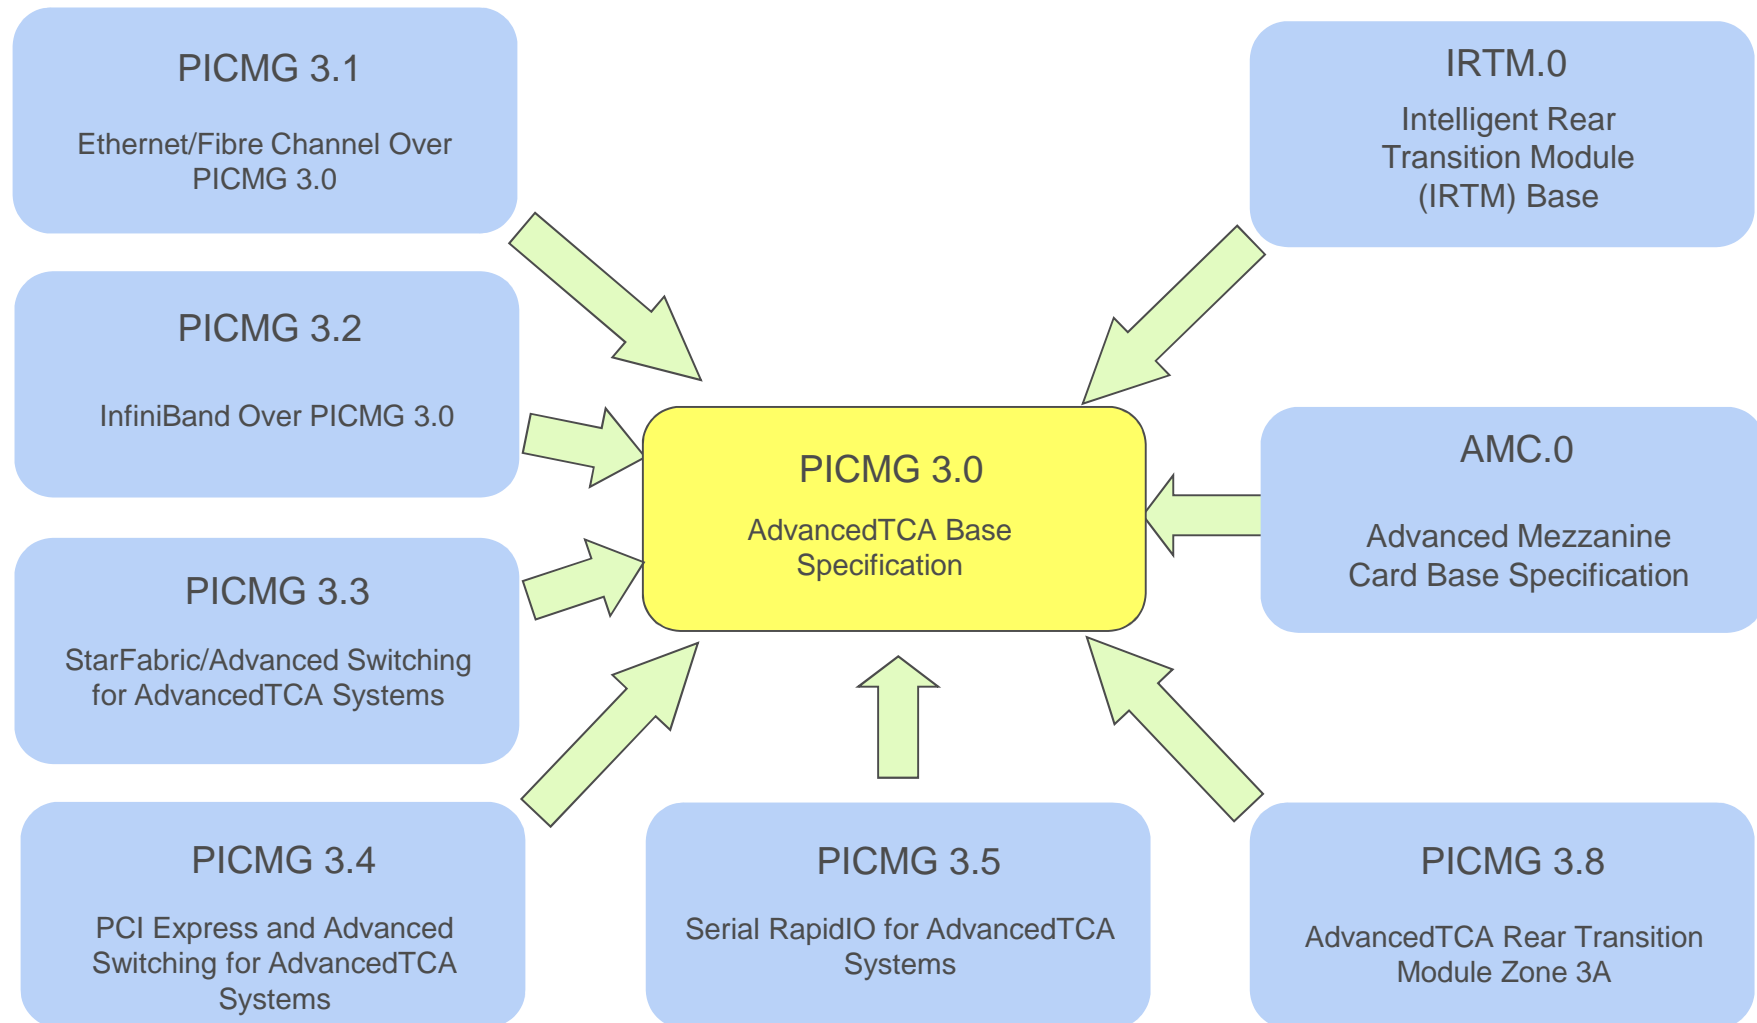 PICMG 3.1
Ethernet/Fibre Channel Over
PICMG 3.0
IRTM.0
Intelligent Rear
Transition Module
(IRTM) Base
PICMG 3.2
InfiniBand Over PICMG 3.0
PICMG 3.0
AdvancedTCA Base
Specification
AMC.0
Advanced Mezzanine
Card Base Specification
PICMG 3.3
StarFabric/Advanced Switching
for AdvancedTCA Systems
PICMG 3.4
PCI Express and Advanced
Switching for AdvancedTCA
Systems
PICMG 3.5
Serial RapidIO for AdvancedTCA
Systems
PICMG 3.8
AdvancedTCA Rear Transition
Module Zone 3A